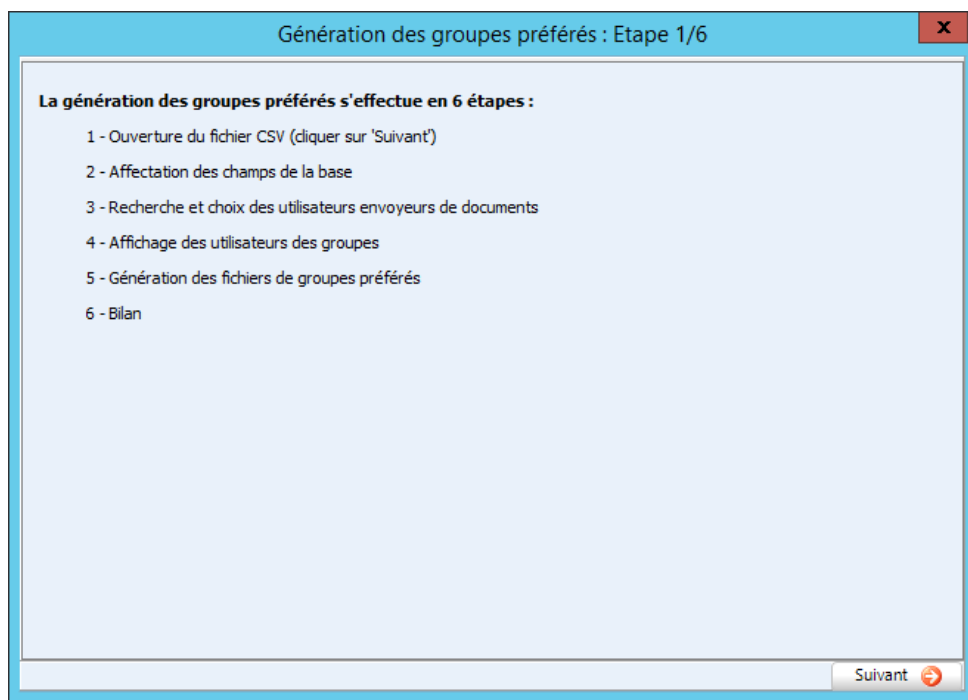 Génération des groupes préférés : Etape 1/6
x
La génération des groupes préférés s'effectue en 6 étapes :
1 - Ouverture du fichier CSV (cliquer sur 'Suivant')
2 - Affectation des champs de la base
3 - Recherche et choix des utilisateurs envoyeurs de documents
4 - Affichage des utilisateurs des groupes
5 - Génération des fichiers de groupes préférés
6 - Bilan
Suivant